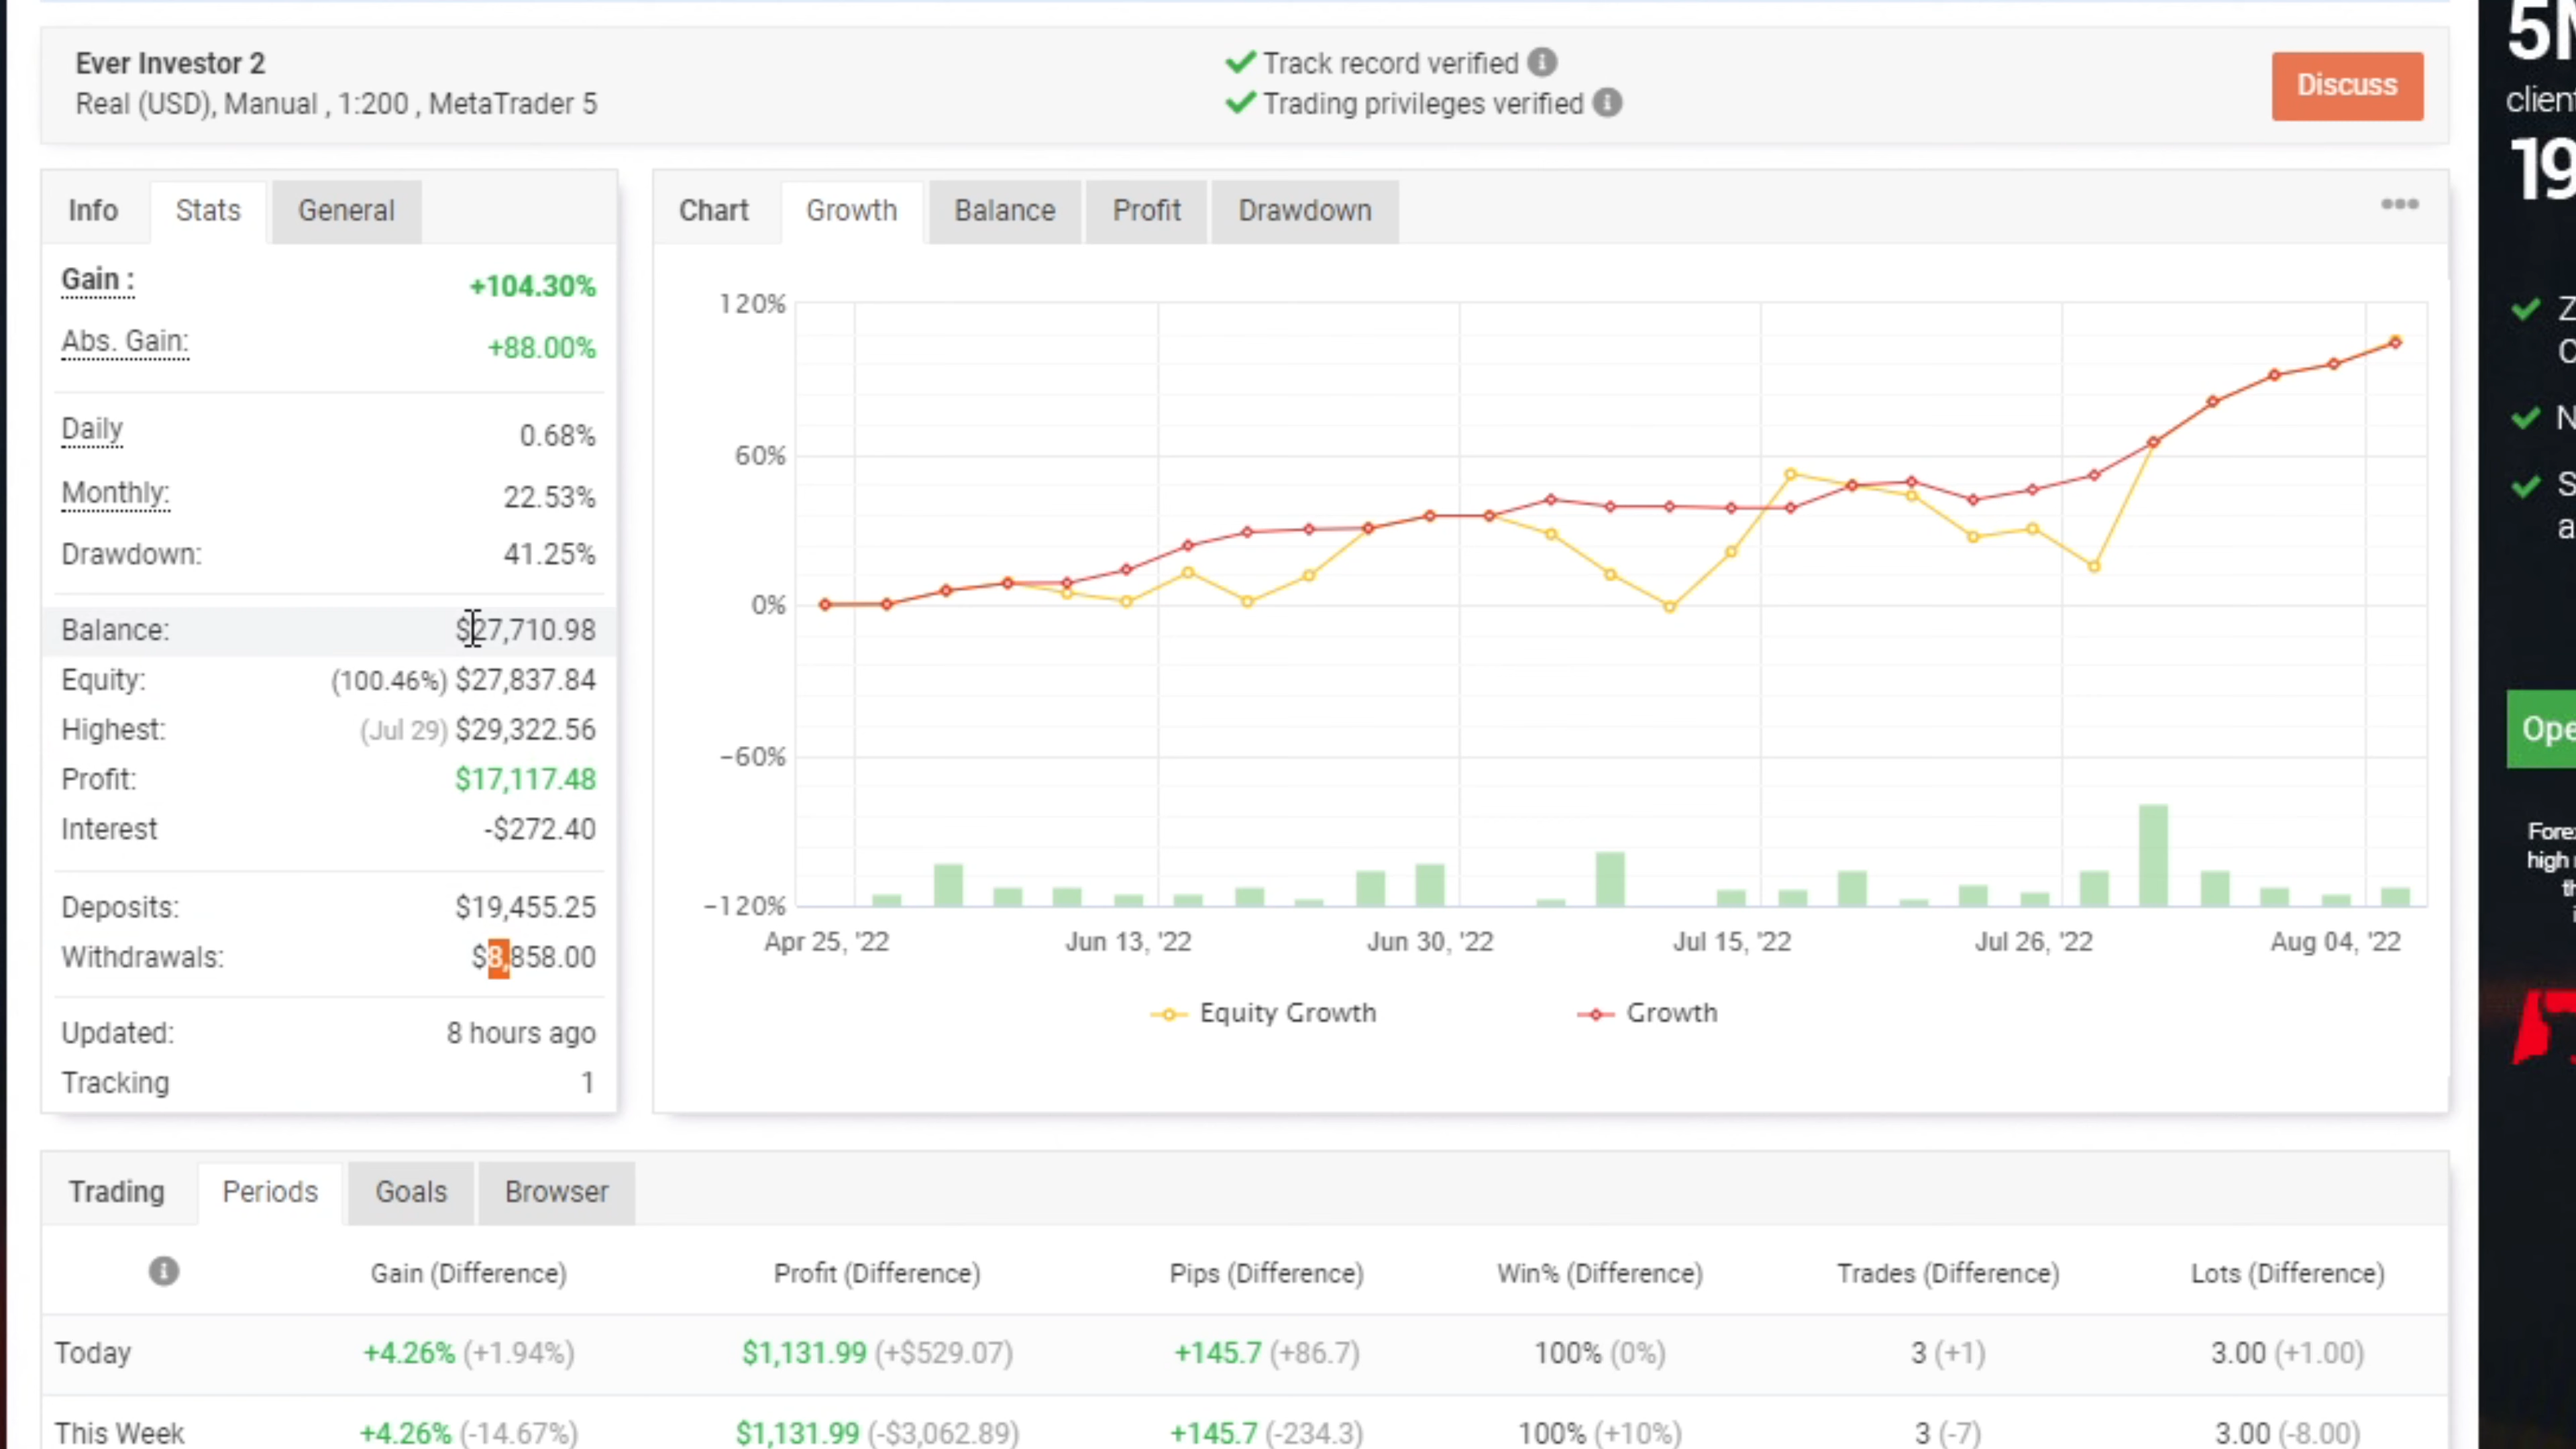 Ever Investor 2
Real (USD), Manual , 1:200 , MetaTrader 5
Track record verified
Trading privileges verified
Discuss
Info Stats General
Gain : +104.30%
Abs. Gain: +88.00%
Daily 0.68%
Monthly: 22.53%
Drawdown: 41.25%
Balance: $27,710.98
Equity: (100.46%) $27,837.84
Highest: (Jul 29) $29,322.56
Profit: $17,117.48
Interest -$272.40
Deposits: $19,455.25
Withdrawals: $8,858.00
Updated: 8 hours ago
Tracking 1
Chart Growth Balance Profit Drawdown
120%
60%
0%
-60%
-120%
Apr 25, '22 Jun 13, '22 Jun 30, '22 Jul 15, '22 Jul 26, '22 Aug 04, '22
Equity Growth Growth
Trading Periods Goals Browser
Gain (Difference) Profit (Difference) Pips (Difference) Win% (Difference) Trades (Difference) Lots (Difference)
Today +4.26% (+1.94%) $1,131.99 (+$529.07) +145.7 (+86.7) 100% (0%) 3 (+1) 3.00 (+1.00)
This Week +4.26% (-14.67%) $1,131.99 (-$3,062.89) +145.7 (-234.3) 100% (+10%) 3 (-7) 3.00 (-8.00)
5M
clien
19
Ope
Fore
high